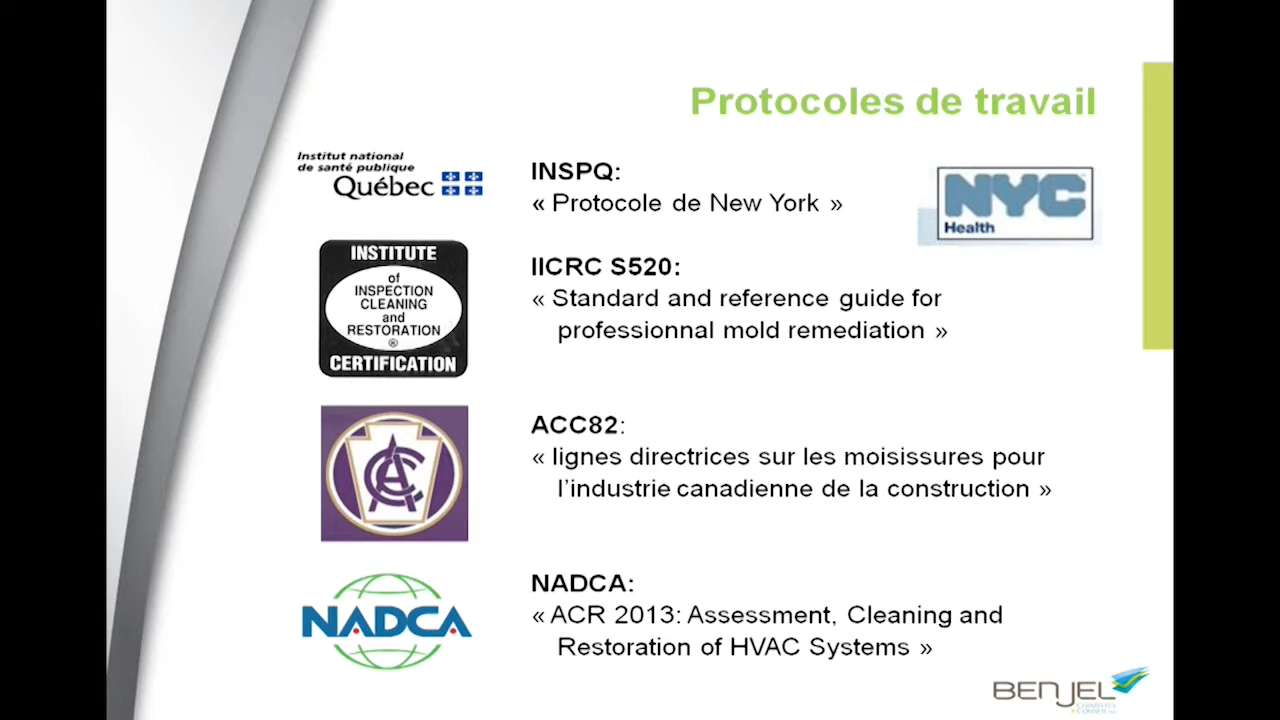 Protocoles de travail
Institut national
de santé publique
Québec
INSPQ:
« Protocole de New York »
NYC
Health
INSTITUTE
of
INSPECTION
CLEANING
and
RESTORATION
®
CERTIFICATION
IICRC S520:
« Standard and reference guide for
professionnal mold remediation »
ACC
ACC82:
« lignes directrices sur les moisissures pour
l’industrie canadienne de la construction »
NADCA
NADCA:
« ACR 2013: Assessment, Cleaning and
Restoration of HVAC Systems »
BENJEL